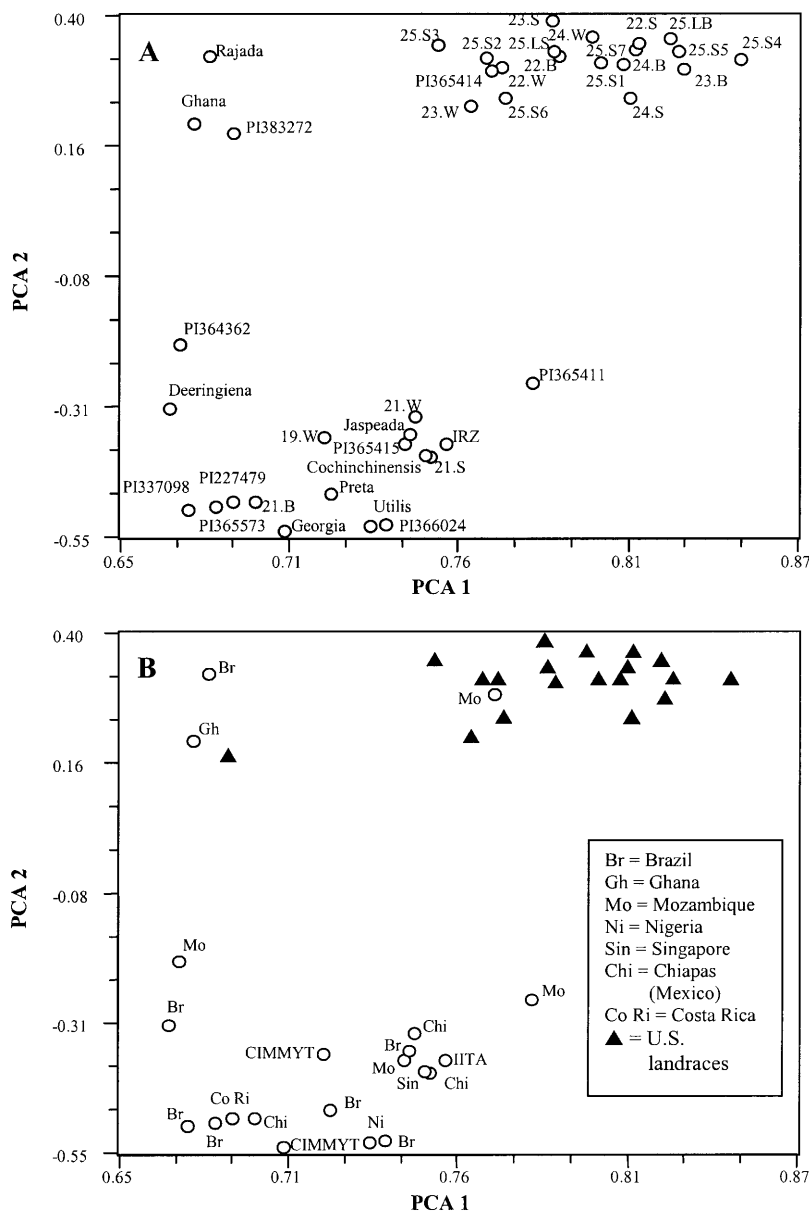 0.40
A
Rajada
Ghana
PI383272
23.S
22.S
25.LB
24.W
25.S3
25.S2
25.LS
25.S7
25.S5
25.S4
22.B
24.B
PI365414
22.W
25.S1
23.B
23.W
25.S6
24.S
0.16
-0.08
PCA 2
PI364362
Deeringiena
PI365411
-0.31
21.W
Jaspeada
19.W
IRZ
PI365415
Cochinchinensis
21.S
PI227479
PI337098
Preta
21.B
Utilis
PI365573
Georgia
PI366024
-0.55
0.65
0.71
0.76
0.81
0.87
PCA 1
0.40
B
Br
Mo
Gh
0.16
PCA 2
-0.08
Br = Brazil
Gh = Ghana
Mo = Mozambique
Ni = Nigeria
Sin = Singapore
Chi = Chiapas
(Mexico)
Co Ri = Costa Rica
= U.S.
landraces
Mo
Mo
Br
-0.31
Chi
CIMMYT
Br
IITA
Mo
Sin
Chi
Co Ri
Br
Br
Chi
Ni
Br
CIMMYT
Br
-0.55
0.65
0.71
0.76
0.81
0.87
PCA 1